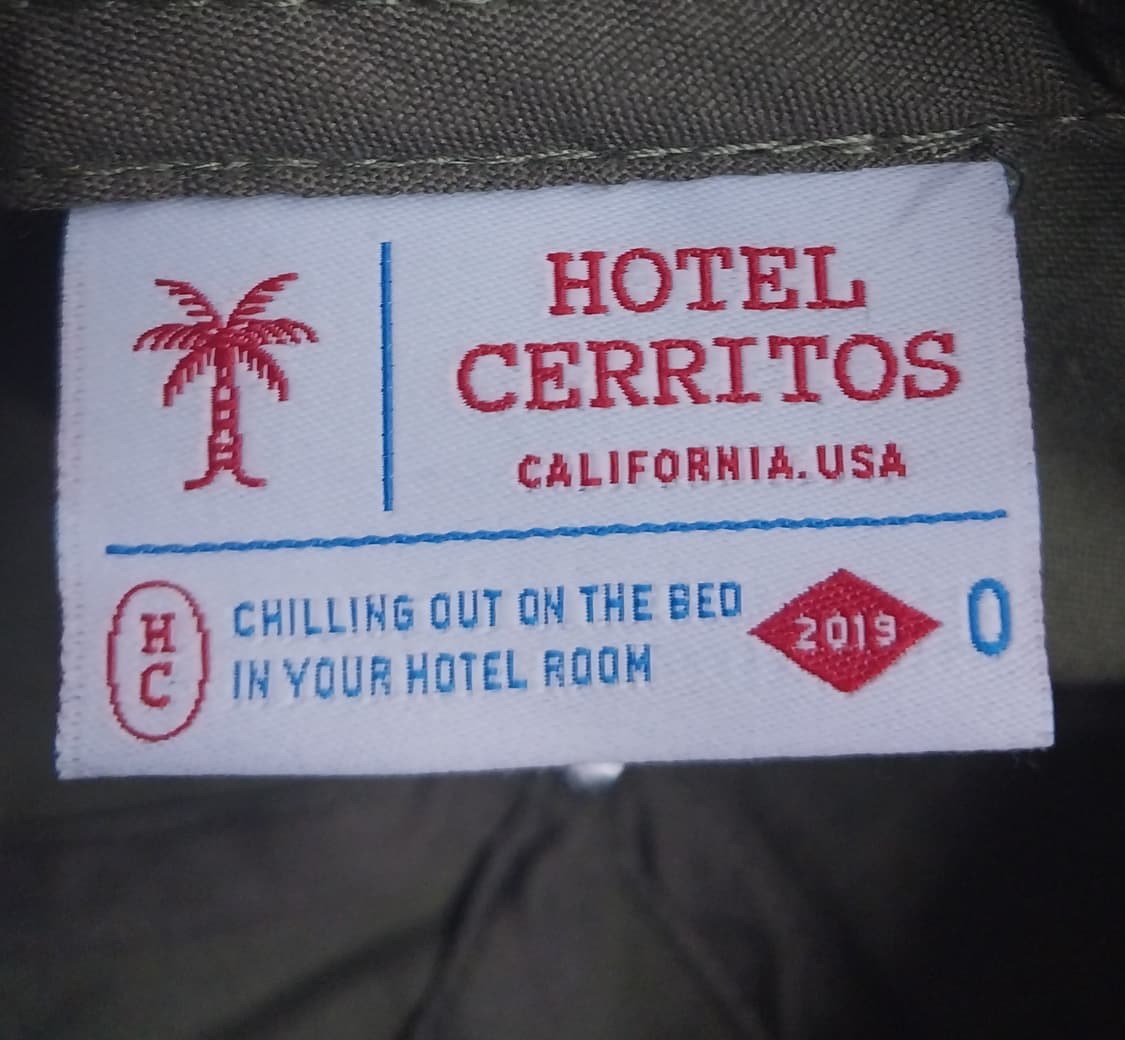 HOTEL
CERRITOS
CALIFORNIA.USA
H
C
CHILLING OUT ON THE BED
IN YOUR HOTEL ROOM
2019
0